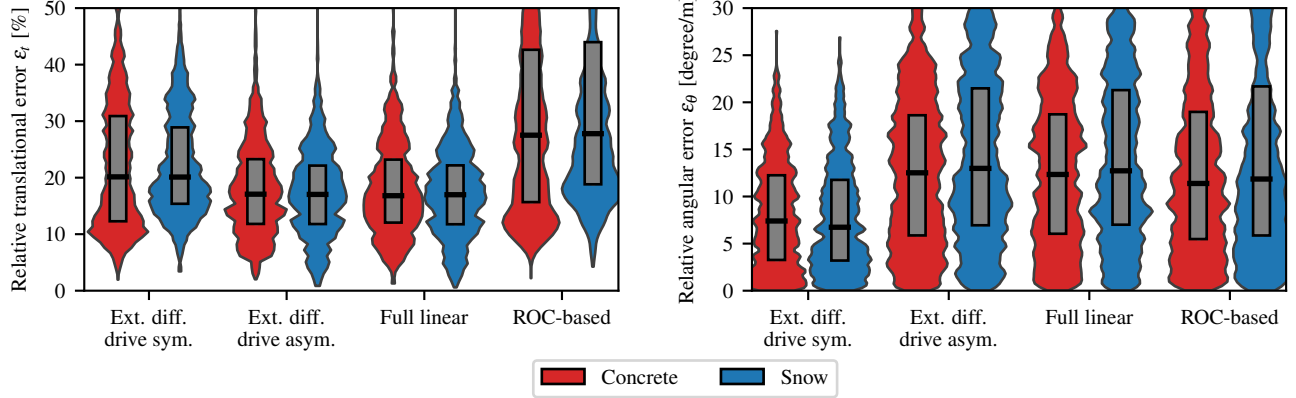 Relative translational error ε_t [%]
50
40
30
20
10
0
Ext. diff.
drive sym.
Ext. diff.
drive asym.
Full linear
ROC-based
Relative angular error ε_θ [degree/m]
30
25
20
15
10
5
0
Ext. diff.
drive sym.
Ext. diff.
drive asym.
Full linear
ROC-based
Concrete
Snow